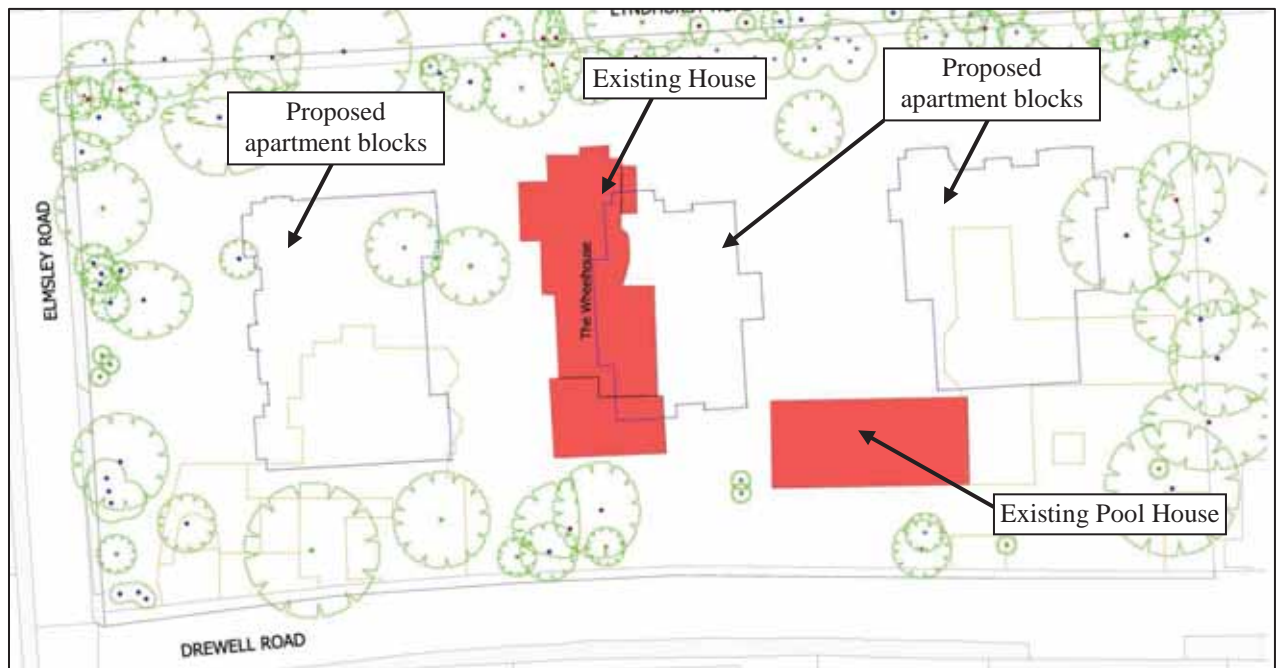 Existing House
Proposed
apartment blocks
Proposed
apartment blocks
ELMSLEY ROAD
The Wheelhouse
Existing Pool House
DREWELL ROAD